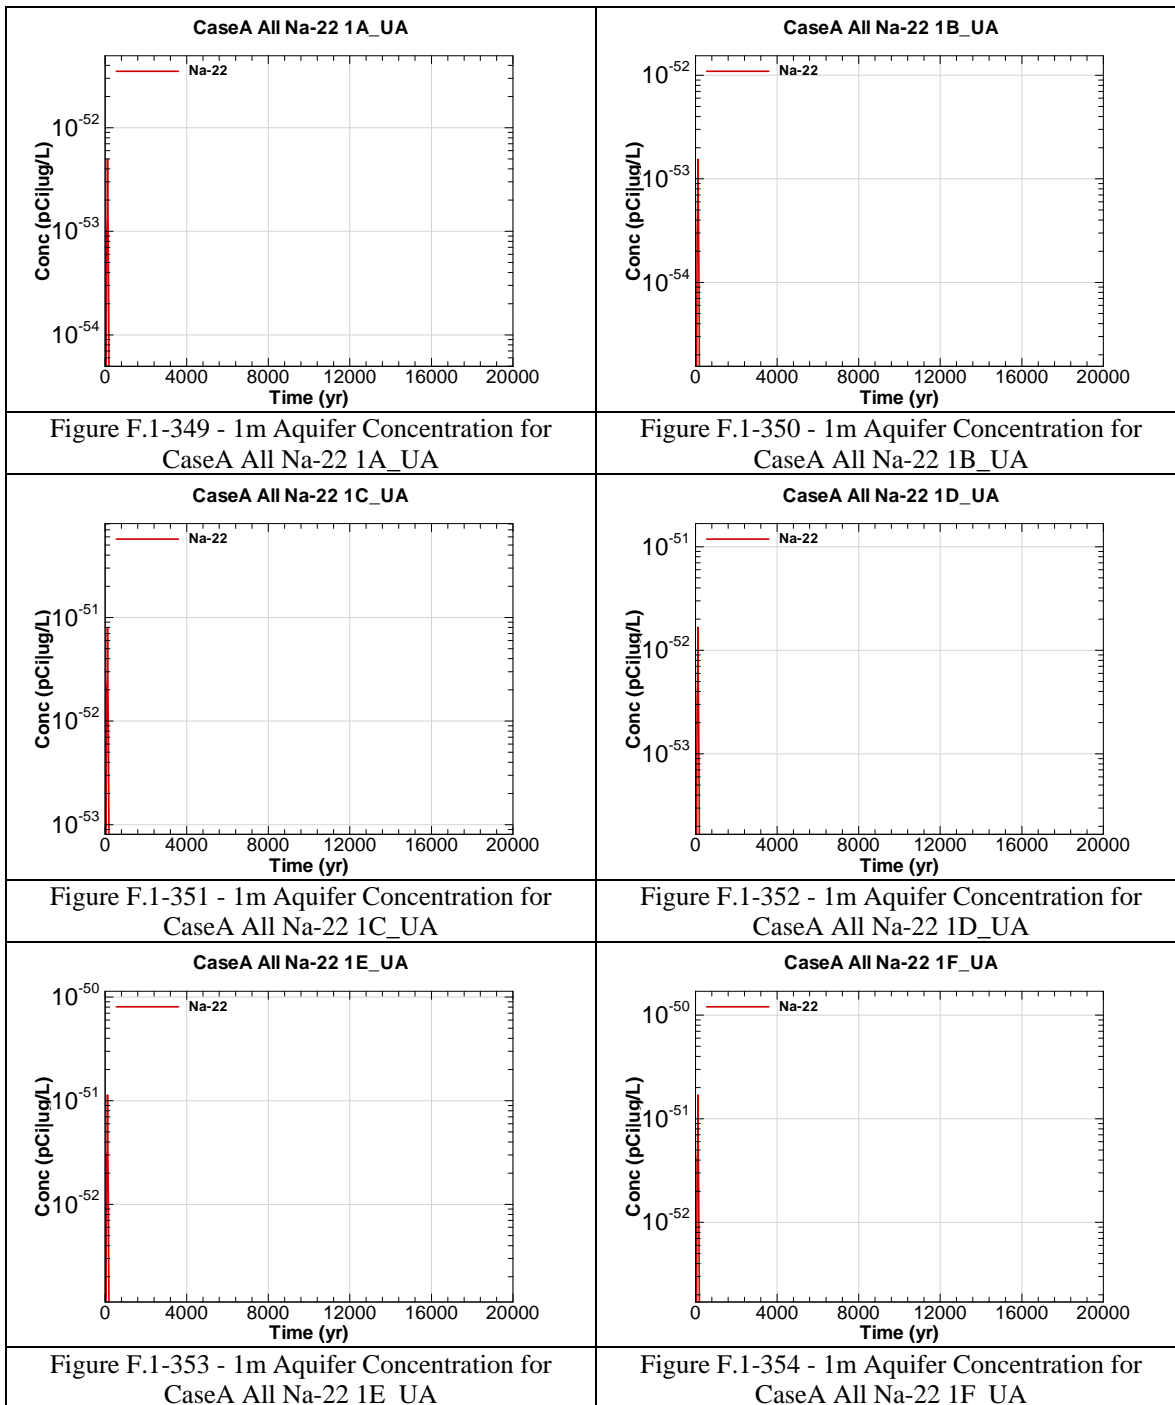 CaseA All Na-22 1A_UA
Na-22
10-52
10-53
10-54
Conc (pCi|ug/L)
0 4000 8000 12000 16000 20000
Time (yr)
Figure F.1-349 - 1m Aquifer Concentration for
CaseA All Na-22 1A_UA
CaseA All Na-22 1B_UA
Na-22
10-52
10-53
10-54
Conc (pCi|ug/L)
0 4000 8000 12000 16000 20000
Time (yr)
Figure F.1-350 - 1m Aquifer Concentration for
CaseA All Na-22 1B_UA
CaseA All Na-22 1C_UA
Na-22
10-51
10-52
10-53
Conc (pCi|ug/L)
0 4000 8000 12000 16000 20000
Time (yr)
Figure F.1-351 - 1m Aquifer Concentration for
CaseA All Na-22 1C_UA
CaseA All Na-22 1D_UA
Na-22
10-51
10-52
10-53
Conc (pCi|ug/L)
0 4000 8000 12000 16000 20000
Time (yr)
Figure F.1-352 - 1m Aquifer Concentration for
CaseA All Na-22 1D_UA
CaseA All Na-22 1E_UA
Na-22
10-50
10-51
10-52
Conc (pCi|ug/L)
0 4000 8000 12000 16000 20000
Time (yr)
Figure F.1-353 - 1m Aquifer Concentration for
CaseA All Na-22 1E_UA
CaseA All Na-22 1F_UA
Na-22
10-50
10-51
10-52
Conc (pCi|ug/L)
0 4000 8000 12000 16000 20000
Time (yr)
Figure F.1-354 - 1m Aquifer Concentration for
CaseA All Na-22 1F_UA